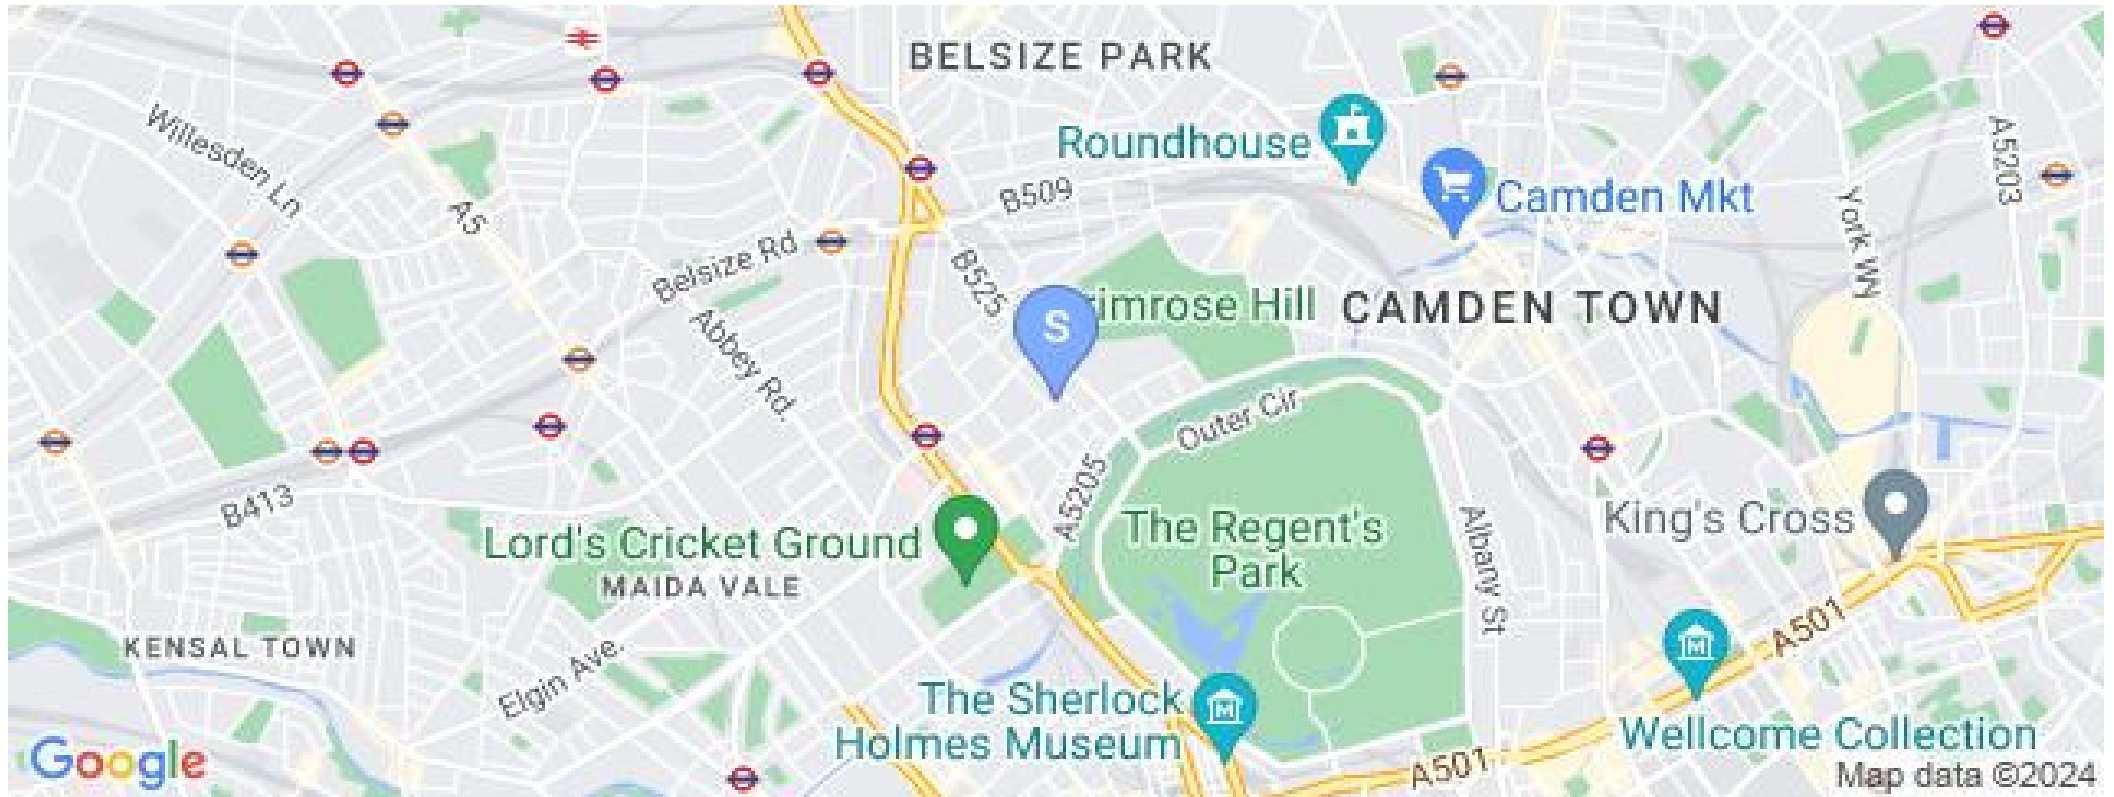 BELSIZE PARK
Willesden Ln
A5
Roundhouse
B509
Camden Mkt
A5203
York Wy
Belsize Rd
B525
Abbey Rd.
S
rimrose Hill
CAMDEN TOWN
Outer Cir
B413
A5205
Lord's Cricket Ground
MAIDA VALE
The Regent's
Park
Albany St
King's Cross
A501
KENSAL TOWN
Elgin Ave.
The Sherlock
Holmes Museum
M
M
Wellcome Collection
A501
Google
Map data ©2024